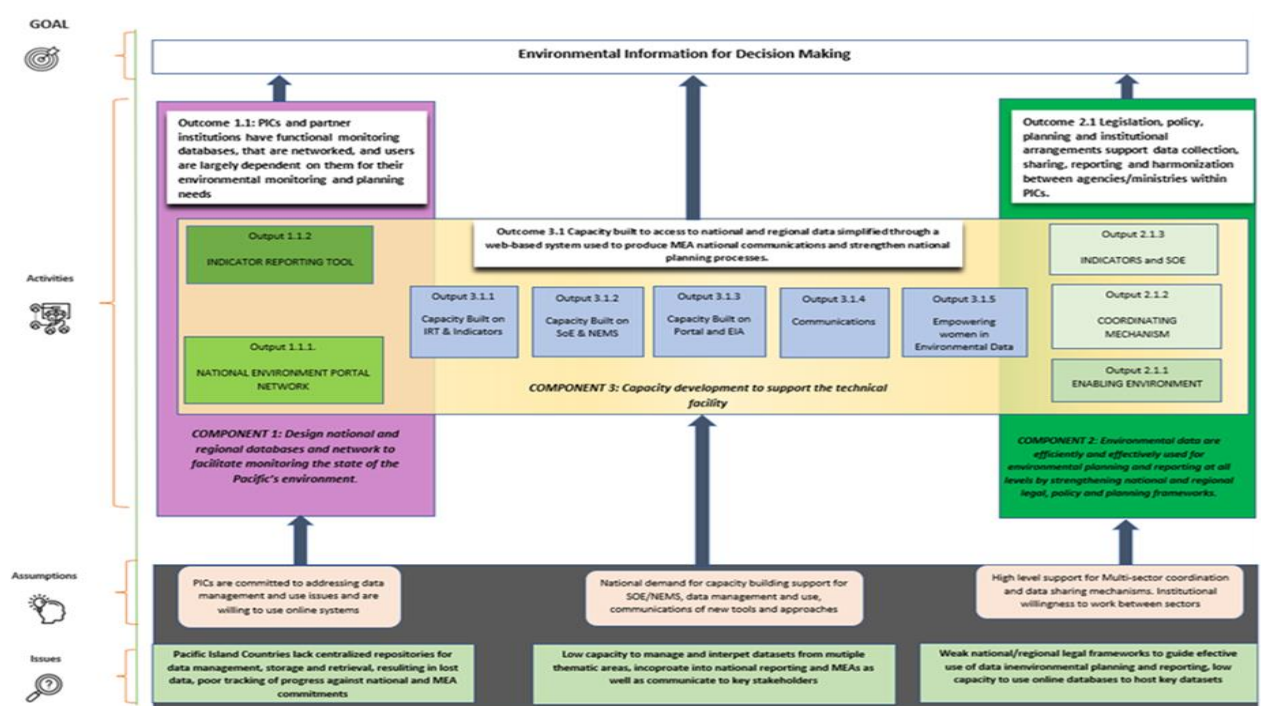 GOAL
Environmental Information for Decision Making
Outcome 1.1: PICs and partner
institutions have functional monitoring
databases, that are networked, and users
are largely dependent on them for their
environmental monitoring and planning
needs
Outcome 2.1 Legislation, policy,
planning and institutional
arrangements support data collection,
sharing, reporting and harmonization
between agencies/ministries within
PICs.
Activities
Output 1.1.2
INDICATOR REPORTING TOOL
Outcome 3.1 Capacity built to access to national and regional data simplified through a
web-based system used to produce MEA national communications and strengthen national
planning processes.
Output 2.1.3
INDICATORS and SOE
Output 3.1.1
Capacity Built on
IRT & Indicators
Output 3.1.2
Capacity Built on
SoE & NEMS
Output 3.1.3
Capacity Built on
Portal and EIA
Output 3.1.4
Communications
Output 3.1.5
Empowering
women in
Environmental Data
Output 2.1.2
COORDINATING
MECHANISM
Output 1.1.1.
NATIONAL ENVIRONMENT PORTAL
NETWORK
Output 2.1.1
ENABLING ENVIRONMENT
COMPONENT 3: Capacity development to support the technical
facility
COMPONENT 1: Design national and
regional databases and network to
facilitate monitoring the state of the
Pacific's environment.
COMPONENT 2: Environmental data are
efficiently and effectively used for
environmental planning and reporting at all
levels by strengthening national and regional
legal, policy and planning frameworks.
Assumptions
PICs are committed to addressing data
management and use issues and are
willing to use online systems
National demand for capacity building support for
SOE/NEMS, data management and use,
communications of new tools and approaches
High level support for Multi-sector coordination
and data sharing mechanisms. Institutional
willingness to work between sectors
Issues
Pacific Island Countries lack centralized repositories for
data management, storage and retrieval, resuliting in lost
data, poor tracking of progress against national and MEA
commitments
Low capacity to manage and interpet datasets from mutiple
thematic areas, incoproate into national reporting and MEAs as
well as communicate to key stakeholders
Weak national/regional legal frameworks to guide efective
use of data inenvironmental planning and reporting, low
capacity to use online databases to host key datasets